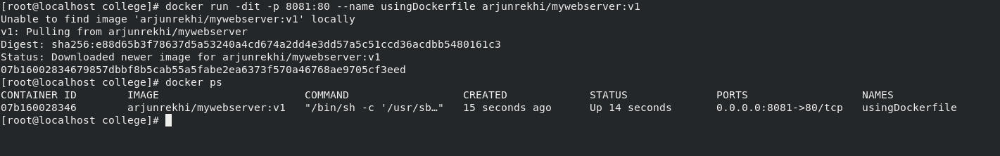 [root@localhost college]# docker run -dit -p 8081:80 --name usingDockerfile arjunrekhi/mywebserver:v1
Unable to find image 'arjunrekhi/mywebserver:v1' locally
v1: Pulling from arjunrekhi/mywebserver
Digest: sha256:e88d65b3f78637d5a53240a4cd674a2dd4e3dd57a5c51ccd36acdbb5480161c3
Status: Downloaded newer image for arjunrekhi/mywebserver:v1
07b16002834679857dbbf8b5cab55a5fabe2ea6373f570a46768ae9705cf3eed
[root@localhost college]# docker ps
CONTAINER ID        IMAGE                       COMMAND                  CREATED             STATUS              PORTS                  NAMES
07b160028346        arjunrekhi/mywebserver:v1   "/bin/sh -c '/usr/sb…"   15 seconds ago      Up 14 seconds       0.0.0.0:8081->80/tcp   usingDockerfile
[root@localhost college]#